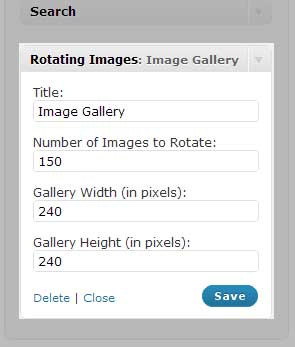 Search
Rotating Images: Image Gallery
Title:
Image Gallery
Number of Images to Rotate:
150
Gallery Width (in pixels):
240
Gallery Height (in pixels):
240
Delete | Close
Save